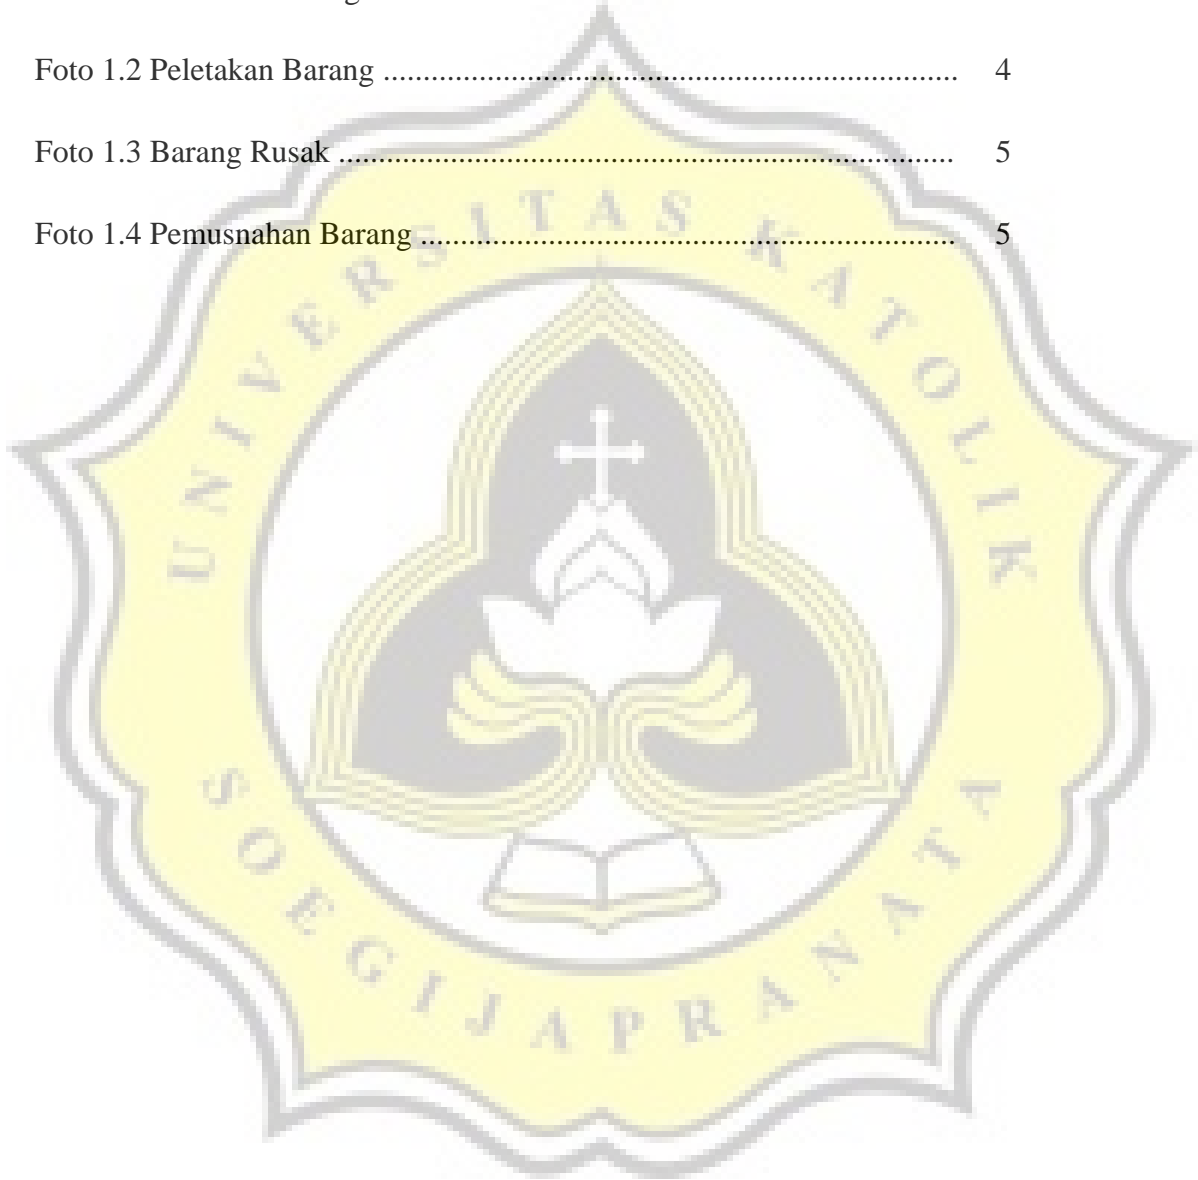 Foto 1.2 Peletakan Barang ........................................................................ 4
Foto 1.3 Barang Rusak ............................................................................. 5
Foto 1.4 Pemusnahan Barang ................................................................... 5
UNIVERSITAS KATOLIK
SOEGIJAPRANATA